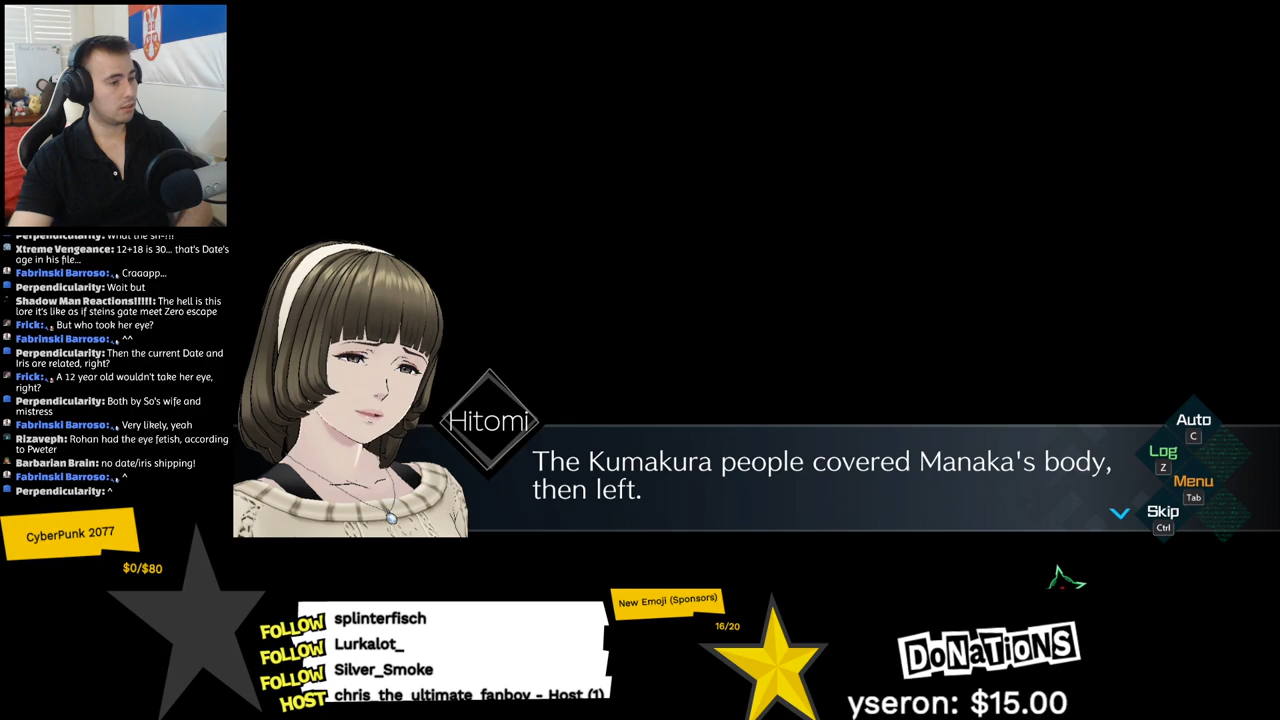 Perpendicularity: What the sh-!!!
Xtreme Vengeance: 12+18 is 30... that's Date's
age in his file...
Fabrinski Barroso: Craaapp...
Perpendicularity: Wait but
Shadow Man Reactions!!!!!: The hell is this
lore it's like as if steins gate meet Zero escape
Frick: But who took her eye?
Fabrinski Barroso: ^^
Perpendicularity: Then the current Date and
Iris are related, right?
Frick: A 12 year old wouldn't take her eye,
right?
Perpendicularity: Both by So's wife and
mistress
Fabrinski Barroso: Very likely, yeah
Rizaveph: Rohan had the eye fetish, according
to Pweter
Barbarian Brain: no date/iris shipping!
Fabrinski Barroso: ^
Perpendicularity: ^
Hitomi
The Kumakura people covered Manaka's body,
then left.
Auto
C
Log
Z
Menu
Tab
Skip
Ctrl
CyberPunk 2077
$0/$80
FOLLOW splinterfisch
FOLLOW Lurkalot_
FOLLOW Silver_Smoke
HOST chris_the_ultimate_fanboy - Host (1)
New Emoji (Sponsors)
16/20
DONATIONS
yseron: $15.00